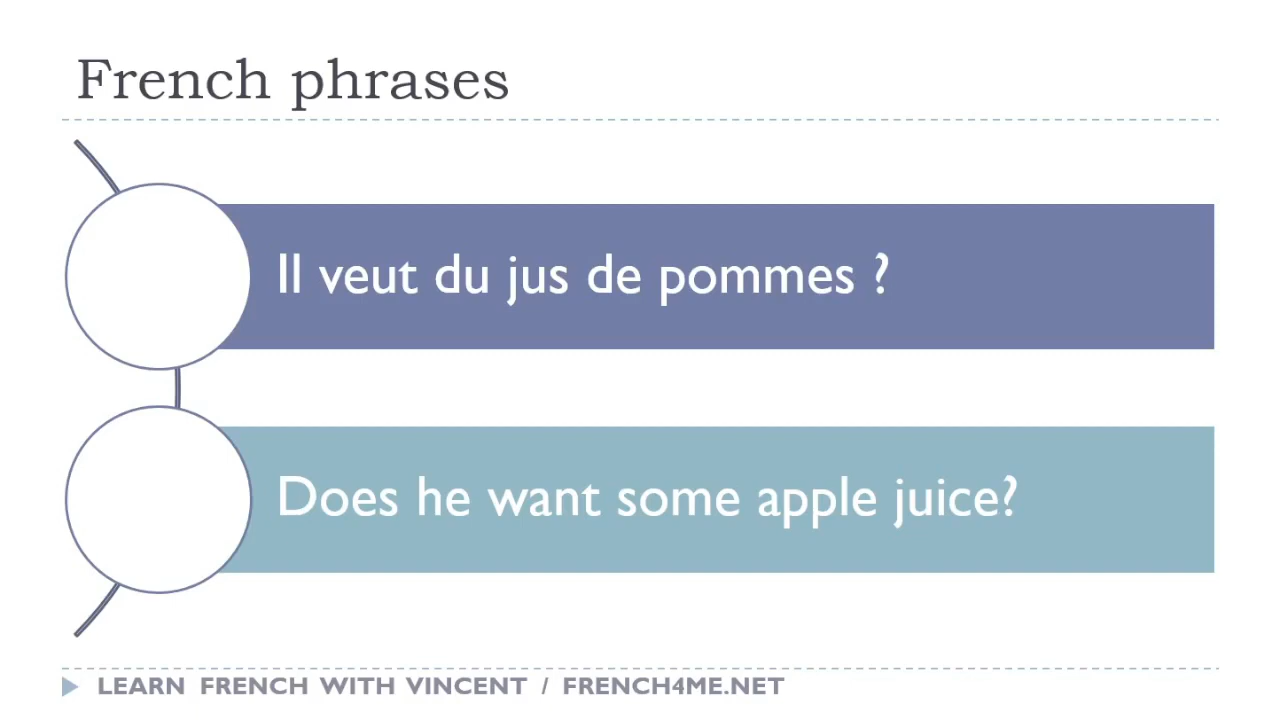 French phrases
Il veut du jus de pommes ?
Does he want some apple juice?
LEARN FRENCH WITH VINCENT / FRENCH4ME.NET